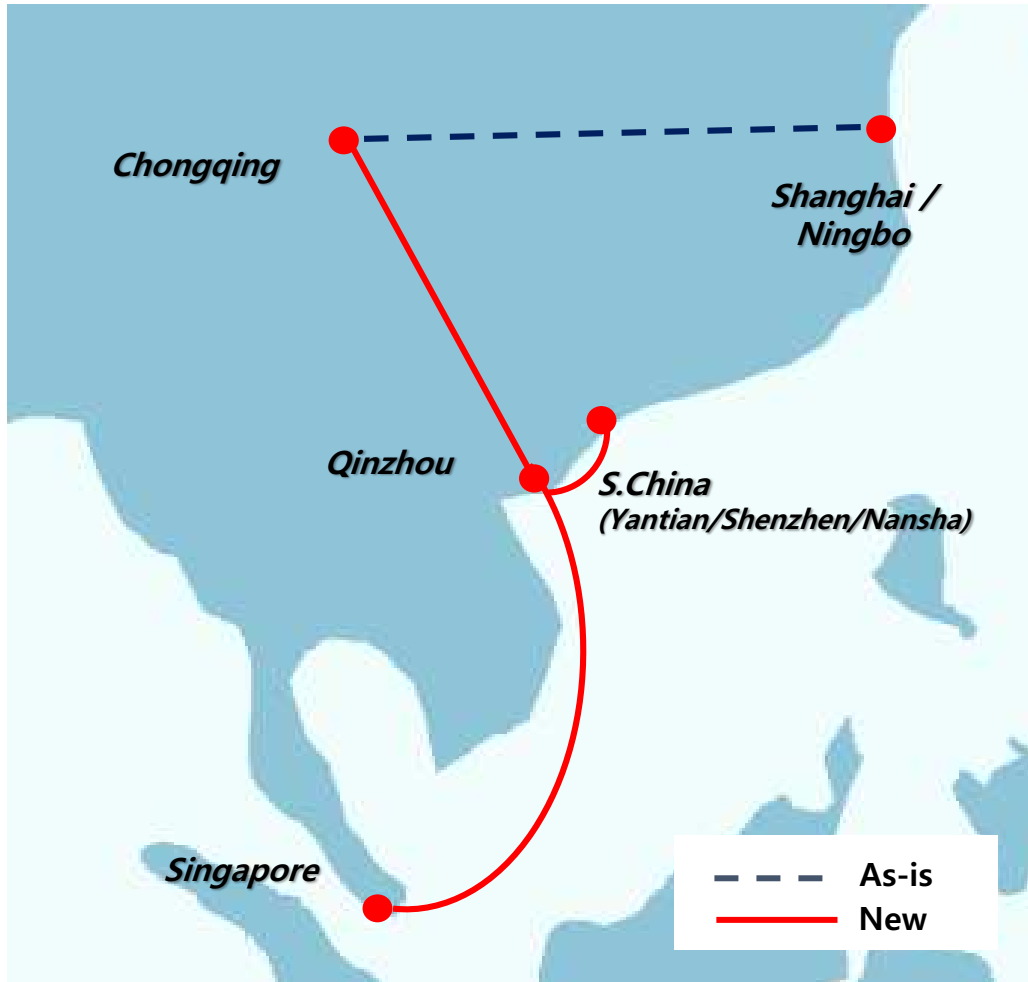 Chongqing
Shanghai /
Ningbo
Qinzhou
S.China
(Yantian/Shenzhen/Nansha)
Singapore
As-is
New